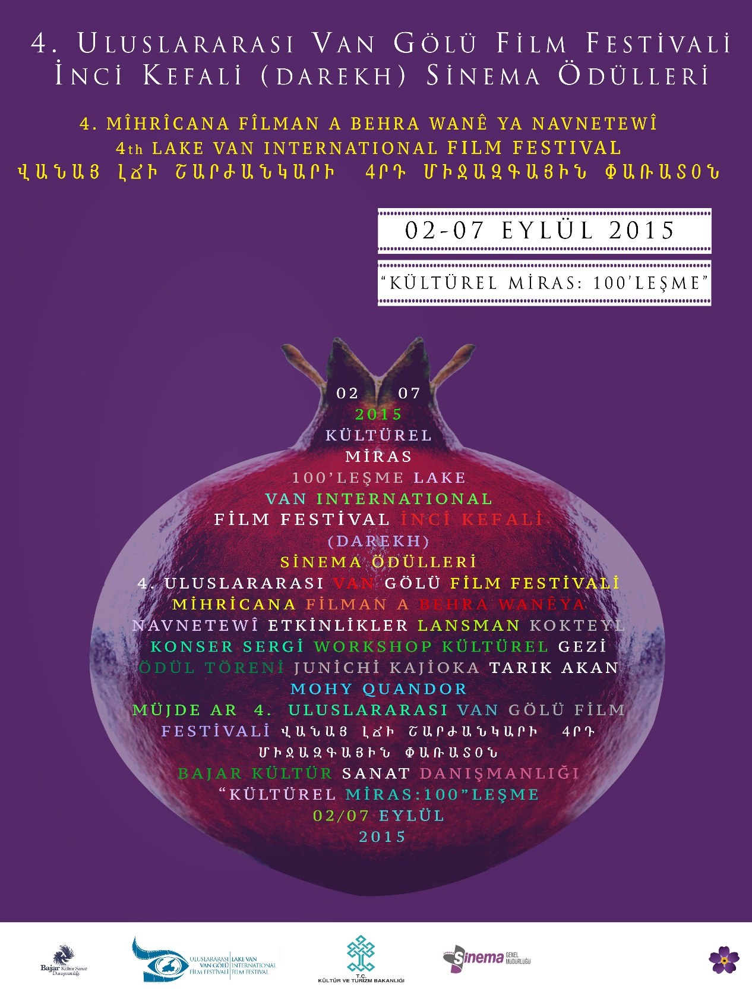 4. Uluslararası Van Gölü Film Festivali
İnci Kefali (darekh) Sinema Ödülleri
4. MÎHRÎCANA FÎLMAN A BEHRA WANÊ YA NAVNETEWÎ
4th LAKE VAN INTERNATIONAL FILM FESTIVAL
ՎԱՆԱՅ ԼՃԻ ՇԱՐԺԱՆԿԱՐԻ 4ՐԴ ՄԻՋԱԶԳԱՅԻՆ ՓԱՌԱՏՕՆ
02-07 EYLÜL 2015
“KÜLTÜREL MİRAS: 100’LEŞME”
02 07
2015
KÜLTÜREL
MİRAS
100’LEŞME LAKE
VAN INTERNATIONAL
FİLM FESTİVAL İNCİ KEFALİ
(DAREKH)
SİNEMA ÖDÜLLERİ
4. ULUSLARARASI VAN GÖLÜ FİLM FESTİVALİ
MİHRİCANA FİLMAN A BEHRA WANÊYA
NAVNETEWÎ ETKİNLİKLER LANSMAN KOKTEYL
KONSER SERGİ WORKSHOP KÜLTÜREL GEZİ
ÖDÜL TÖRENİ JUNİCHİ KAJİOKA TARIK AKAN
MOHY QUANDOR
MÜJDE AR 4. ULUSLARARASI VAN GÖLÜ FİLM
FESTİVALİ ՎԱՆԱՅ ԼՃԻ ՇԱՐԺԱՆԿԱՐԻ 4ՐԴ
ՄԻՋԱԶԳԱՅԻՆ ՓԱՌԱՏՕՆ
BAJAR KÜLTÜR SANAT DANIŞMANLIĞI
“KÜLTÜREL MİRAS:100”LEŞME
02/07 EYLÜL
2015
Bajar Kültür Sanat
Danışmanlığı
ULUSLARARASI
VAN GÖLÜ
FİLM FESTİVALİ
LAKE VAN
INTERNATIONAL
FILM FESTIVAL
T.C.
KÜLTÜR VE TURİZM BAKANLIĞI
Sinema GENEL
MÜDÜRLÜĞÜ